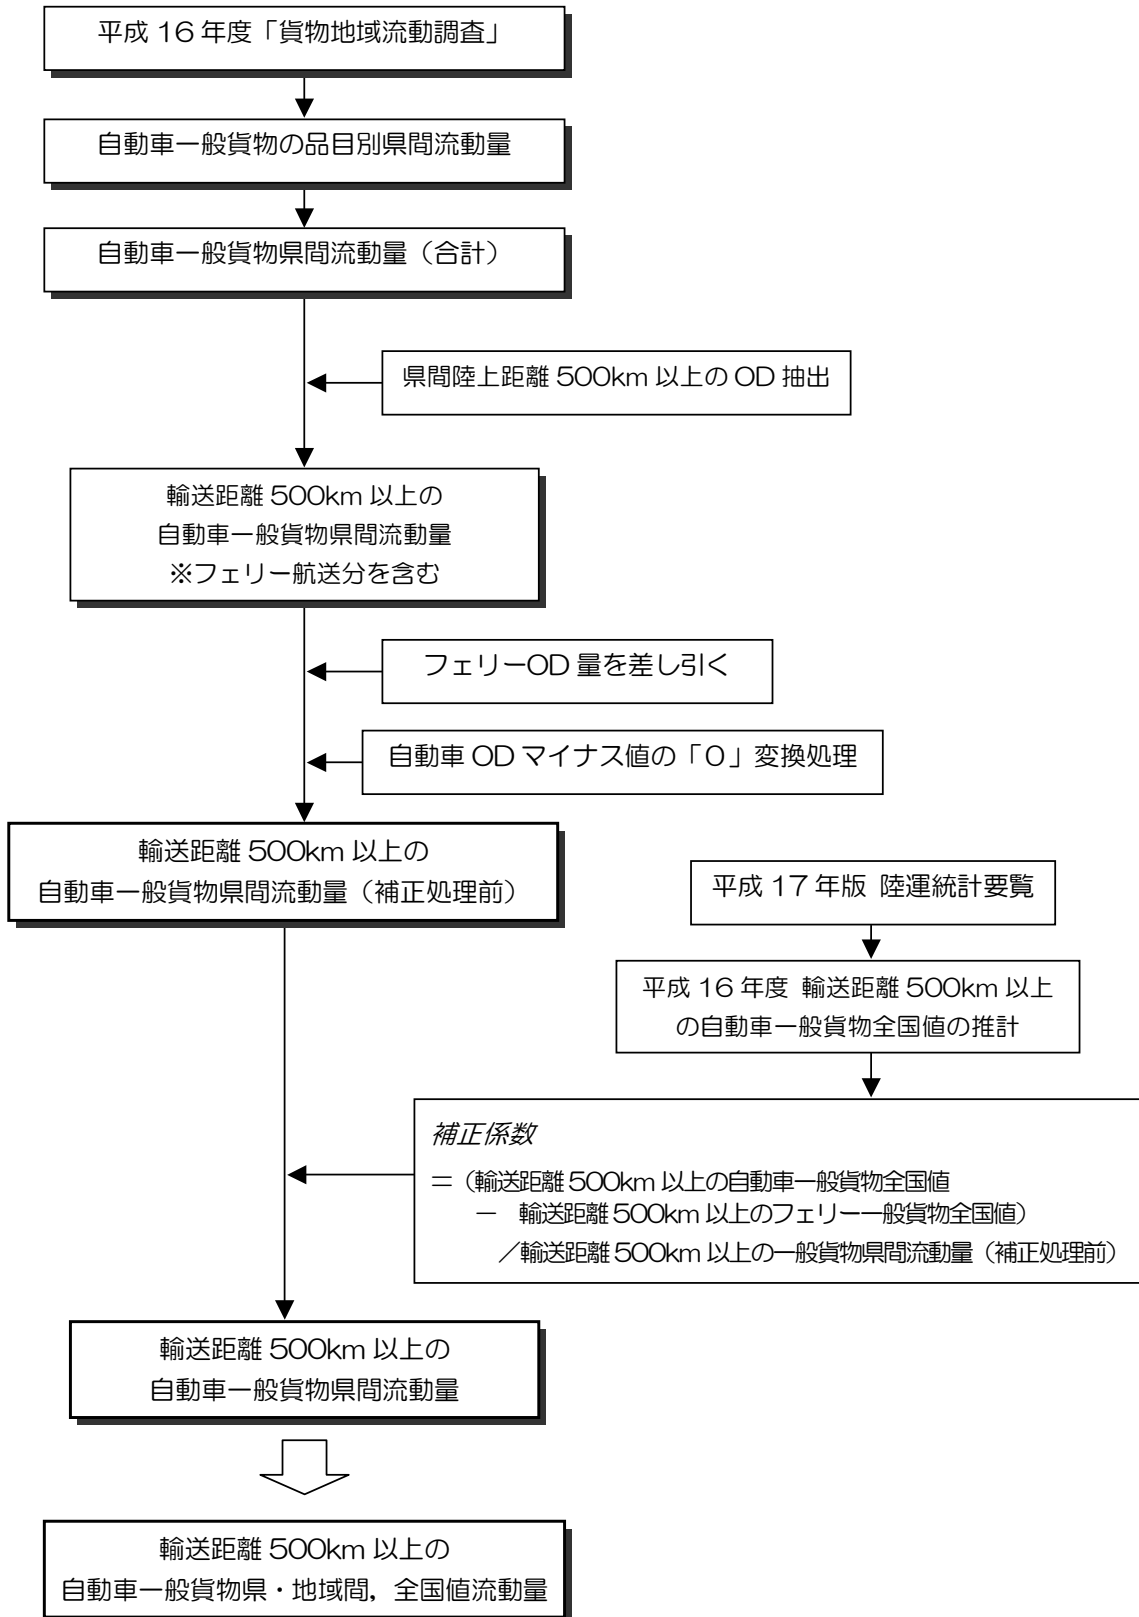 平成 16 年度「貨物地域流動調査」
自動車一般貨物の品目別県間流動量
自動車一般貨物県間流動量（合計）
県間陸上距離 500km 以上の OD 抽出
輸送距離 500km 以上の
自動車一般貨物県間流動量
※フェリー航送分を含む
フェリーOD 量を差し引く
自動車 OD マイナス値の「０」変換処理
輸送距離 500km 以上の
自動車一般貨物県間流動量（補正処理前）
平成 17 年版 陸運統計要覧
平成 16 年度 輸送距離 500km 以上
の自動車一般貨物全国値の推計
補正係数
＝（輸送距離 500km 以上の自動車一般貨物全国値
－ 輸送距離 500km 以上のフェリー一般貨物全国値）
／輸送距離 500km 以上の一般貨物県間流動量（補正処理前）
輸送距離 500km 以上の
自動車一般貨物県間流動量
輸送距離 500km 以上の
自動車一般貨物県・地域間，全国値流動量